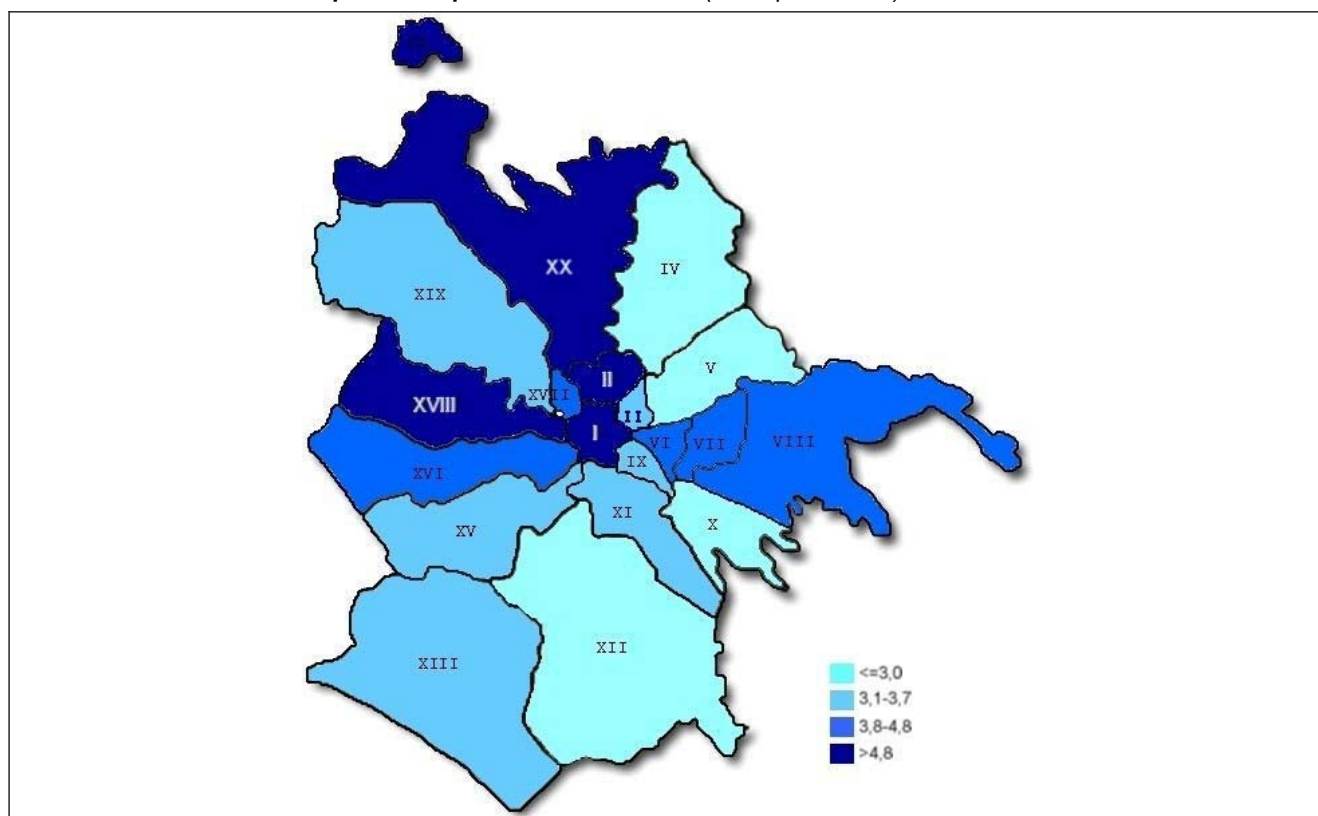 XX
IV
XIX
V
II
XVII
XVIII
II
I
VI
VII
VIII
IX
XVI
XI
X
XV
XII
XIII
<=3,0
3,1-3,7
3,8-4,8
>4,8